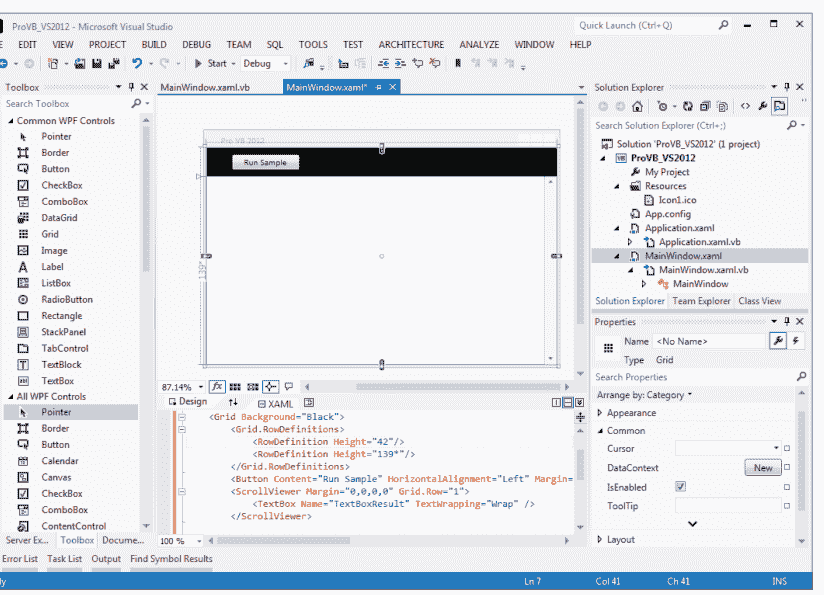 ProVB_VS2012 - Microsoft Visual Studio
Quick Launch (Ctrl+Q)
EDIT VIEW PROJECT BUILD DEBUG TEAM SQL TOOLS TEST ARCHITECTURE ANALYZE WINDOW HELP
Start Debug
Toolbox
Search Toolbox
Common WPF Controls
Pointer
Border
Button
CheckBox
ComboBox
DataGrid
Grid
Image
Label
ListBox
RadioButton
Rectangle
StackPanel
TabControl
TextBlock
TextBox
All WPF Controls
Pointer
Border
Button
Calendar
Canvas
CheckBox
ComboBox
ContentControl
Server Ex... Toolbox Docume...
MainWindow.xaml.vb MainWindow.xaml*
Pro VB 2012
Run Sample
139*
87.14%
Design XAML
<Grid Background="Black">
<Grid.RowDefinitions>
<RowDefinition Height="42"/>
<RowDefinition Height="139*"/>
</Grid.RowDefinitions>
<Button Content="Run Sample" HorizontalAlignment="Left" Margin=
<ScrollViewer Margin="0,0,0,0" Grid.Row="1">
<TextBox Name="TextBoxResult" TextWrapping="Wrap" />
</ScrollViewer>
100 %
Solution Explorer
Search Solution Explorer (Ctrl+;)
Solution 'ProVB_VS2012' (1 project)
ProVB_VS2012
My Project
Resources
Icon1.ico
App.config
Application.xaml
Application.xaml.vb
MainWindow.xaml
MainWindow.xaml.vb
MainWindow
Solution Explorer Team Explorer Class View
Properties
Name <No Name>
Type Grid
Search Properties
Arrange by: Category
Appearance
Common
Cursor
DataContext New
IsEnabled
ToolTip
Layout
Error List Task List Output Find Symbol Results
Ln 7 Col 41 Ch 41 INS